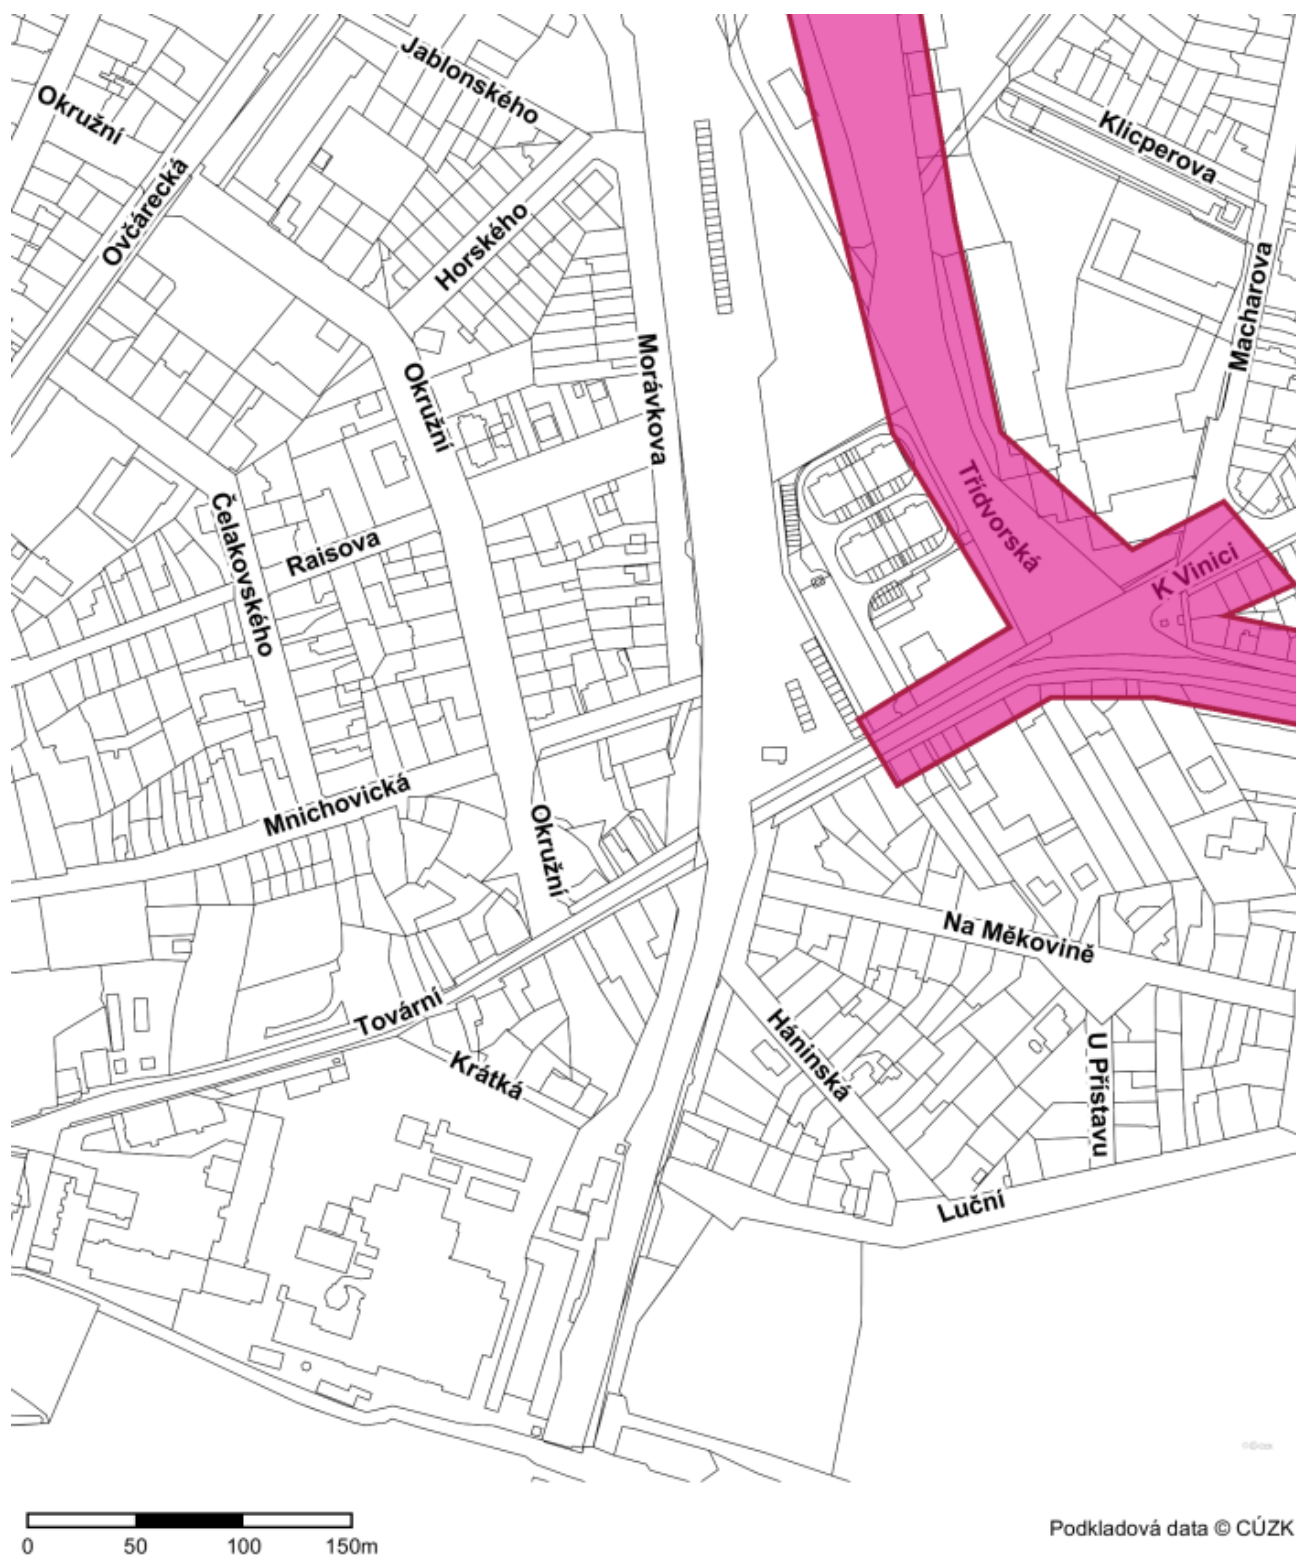 Jablonského
Okružní
Klicperova
Ovčárecká
Horského
Macharova
Morávkova
Okružní
Třídvorská
Čelakovského
Raisova
K Vinici
Mnichovická
Okružní
Na Měkovině
Tovární
Háninská
Krátká
U Přístavu
Luční
0 50 100 150m
Podkladová data © CÚZK